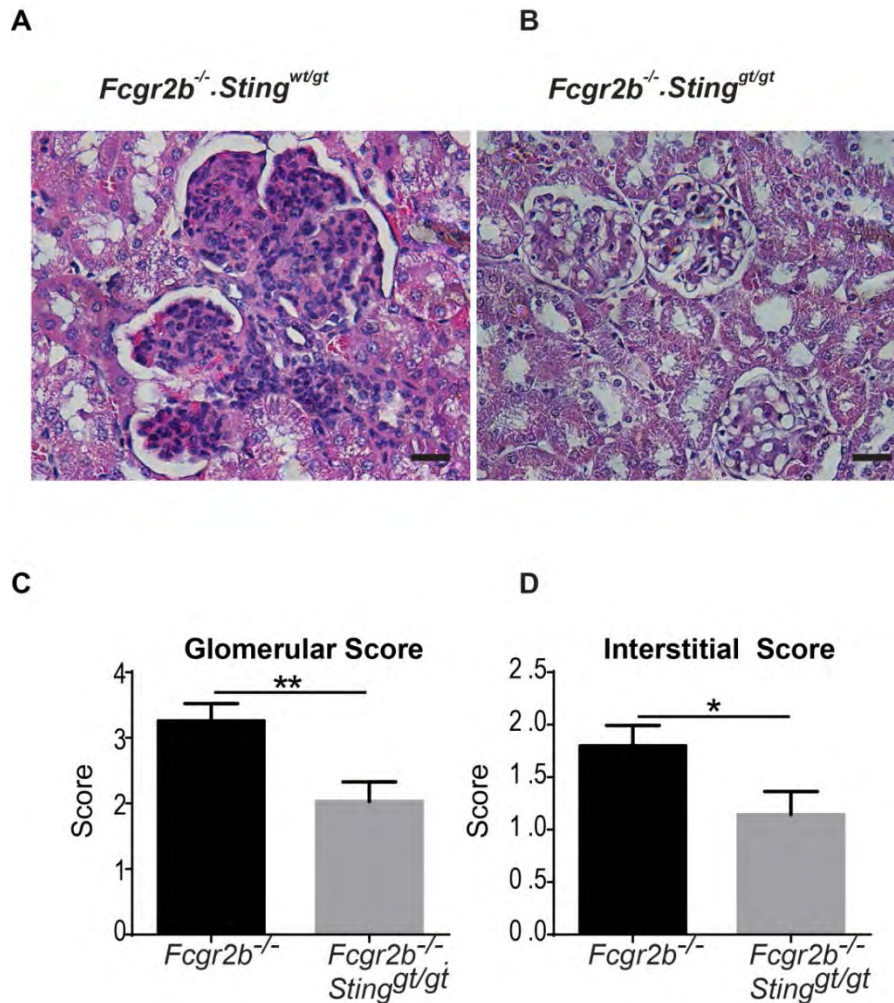 A
B
Fcgr2b-/-.Stingwt/gt
Fcgr2b-/-.Stinggt/gt
C
D
Glomerular Score
**
Score
4
3
2
1
0
Fcgr2b-/-
Fcgr2b-/-.
Stinggt/gt
Interstitial Score
*
Score
2.5
2.0
1.5
1.0
0.5
0.0
Fcgr2b-/-
Fcgr2b-/-
Stinggt/gt